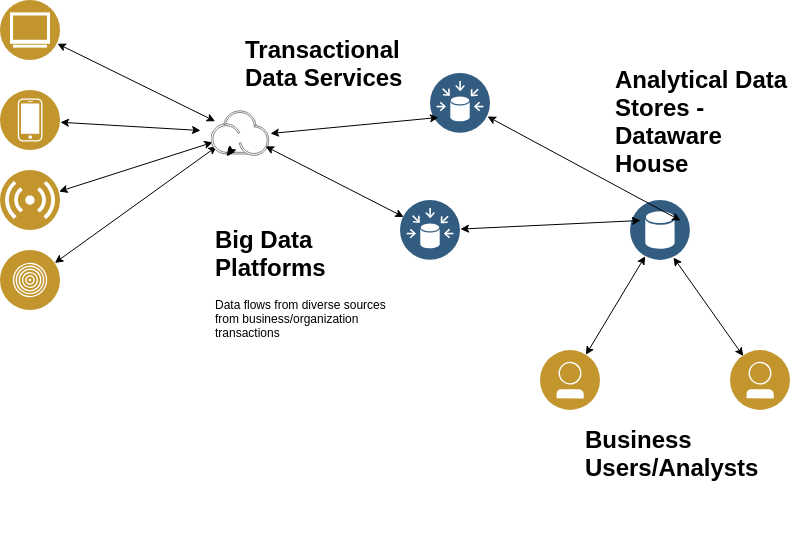 Transactional
Data Services
Analytical Data
Stores -
Dataware
House
Big Data
Platforms
Data flows from diverse sources
from business/organization
transactions
Business
Users/Analysts